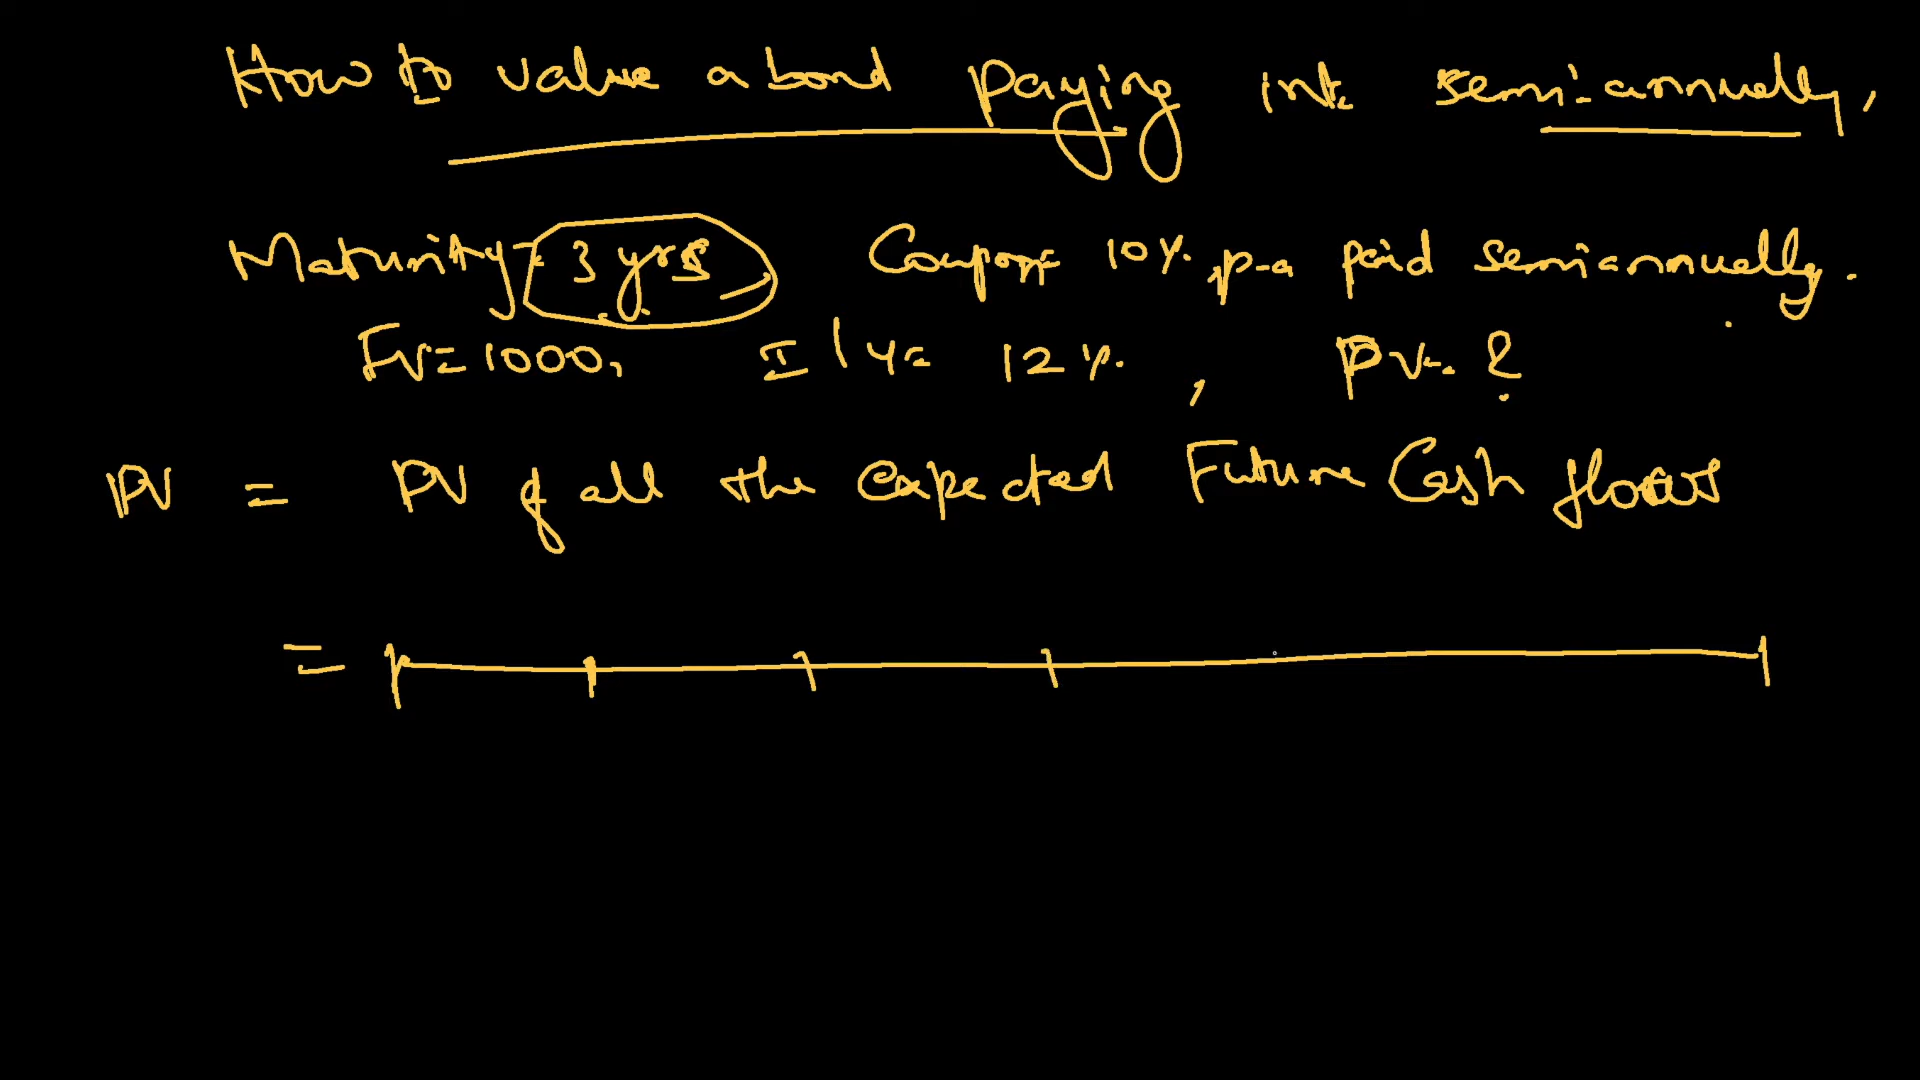 How to value a bond paying int. semi-annually,
Maturity = 3 yrs Coupon = 10% p-a paid semiannually.
FV = 1000, I/Y = 12%, PV = ?
PV = PV of all the expected Future Cash flows
=